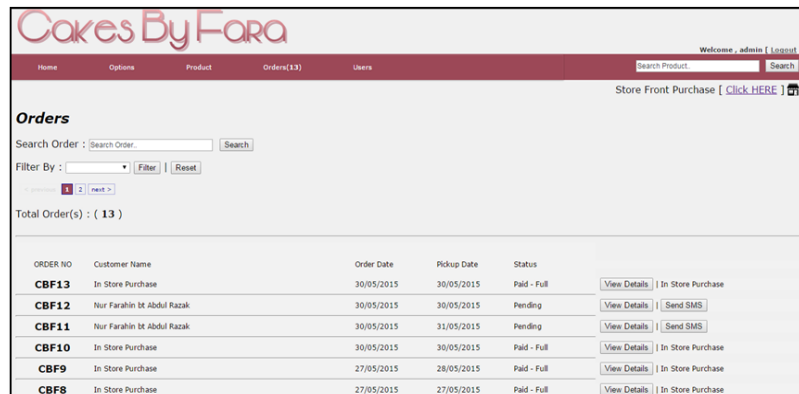 Cakes By Fara
Welcome , admin [ Logout
Home Options Product Orders(13) Users Search Product.. Search
Store Front Purchase [ Click HERE ]
Orders
Search Order : Search Order.. Search
Filter By : Filter | Reset
< previous 1 2 next >
Total Order(s) : ( 13 )
ORDER NO Customer Name Order Date Pickup Date Status
CBF13 In Store Purchase 30/05/2015 30/05/2015 Paid - Full View Details | In Store Purchase
CBF12 Nur Farahin bt Abdul Razak 30/05/2015 30/05/2015 Pending View Details | Send SMS
CBF11 Nur Farahin bt Abdul Razak 30/05/2015 31/05/2015 Pending View Details | Send SMS
CBF10 In Store Purchase 30/05/2015 30/05/2015 Paid - Full View Details | In Store Purchase
CBF9 In Store Purchase 27/05/2015 28/05/2015 Paid - Full View Details | In Store Purchase
CBF8 In Store Purchase 27/05/2015 27/05/2015 Paid - Full View Details | In Store Purchase